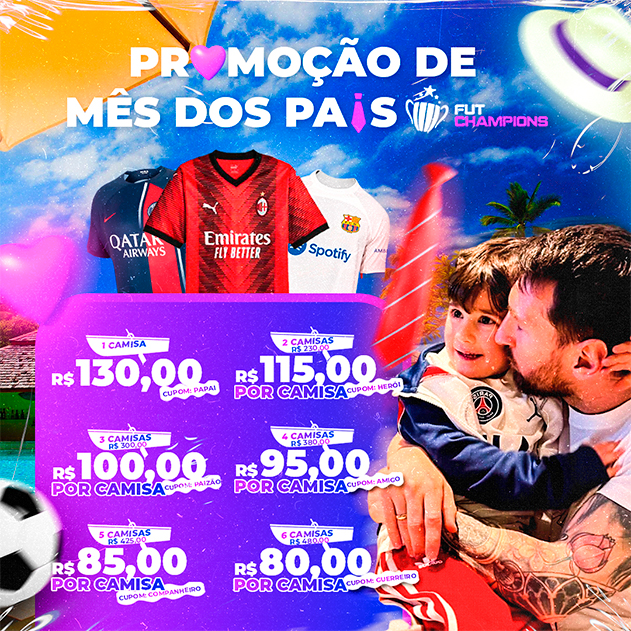 PROMOÇÃO DE
MÊS DOS PAIS
FUT
CHAMPIONS
QATAR
AIRWAYS
Emirates
FLY BETTER
Spotify
1 CAMISA
R$ 130,00
CUPOM: PAPAI
2 CAMISAS
R$ 230,00
R$ 115,00
POR CAMISA
CUPOM: HERÓI
3 CAMISAS
R$ 300,00
R$ 100,00
POR CAMISA
CUPOM: PAIZÃO
4 CAMISAS
R$ 380,00
R$ 95,00
POR CAMISA
CUPOM: AMIGO
5 CAMISAS
R$ 425,00
R$ 85,00
POR CAMISA
CUPOM: COMPANHEIRO
6 CAMISAS
R$ 480,00
R$ 80,00
POR CAMISA
CUPOM: GUERREIRO